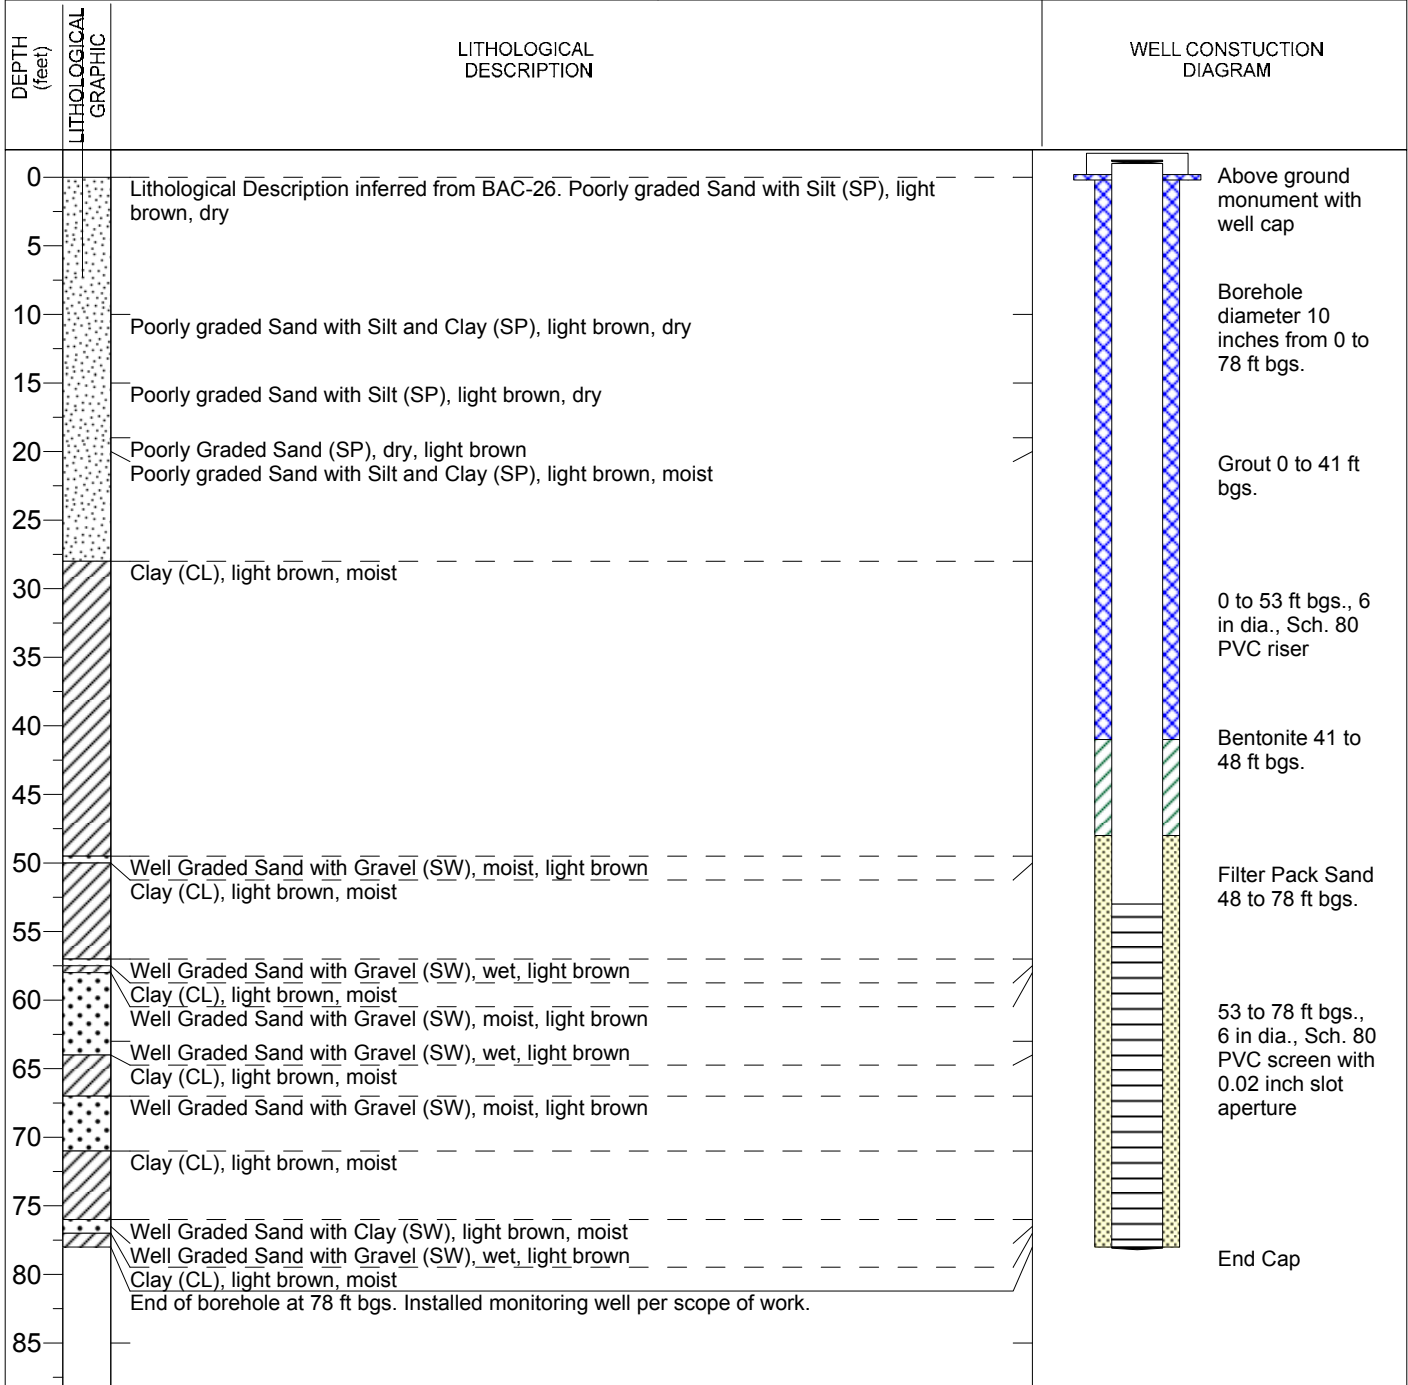 DEPTH
(feet)
LITHOLOGICAL
GRAPHIC
LITHOLOGICAL
DESCRIPTION
WELL CONSTUCTION
DIAGRAM
0
5
10
15
20
25
30
35
40
45
50
55
60
65
70
75
80
85
Lithological Description inferred from BAC-26. Poorly graded Sand with Silt (SP), light
brown, dry
Poorly graded Sand with Silt and Clay (SP), light brown, dry
Poorly graded Sand with Silt (SP), light brown, dry
Poorly Graded Sand (SP), dry, light brown
Poorly graded Sand with Silt and Clay (SP), light brown, moist
Clay (CL), light brown, moist
Well Graded Sand with Gravel (SW), moist, light brown
Clay (CL), light brown, moist
Well Graded Sand with Gravel (SW), wet, light brown
Clay (CL), light brown, moist
Well Graded Sand with Gravel (SW), moist, light brown
Well Graded Sand with Gravel (SW), wet, light brown
Clay (CL), light brown, moist
Well Graded Sand with Gravel (SW), moist, light brown
Clay (CL), light brown, moist
Well Graded Sand with Clay (SW), light brown, moist
Well Graded Sand with Gravel (SW), wet, light brown
Clay (CL), light brown, moist
End of borehole at 78 ft bgs. Installed monitoring well per scope of work.
Above ground
monument with
well cap
Borehole
diameter 10
inches from 0 to
78 ft bgs.
Grout 0 to 41 ft
bgs.
0 to 53 ft bgs., 6
in dia., Sch. 80
PVC riser
Bentonite 41 to
48 ft bgs.
Filter Pack Sand
48 to 78 ft bgs.
53 to 78 ft bgs.,
6 in dia., Sch. 80
PVC screen with
0.02 inch slot
aperture
End Cap